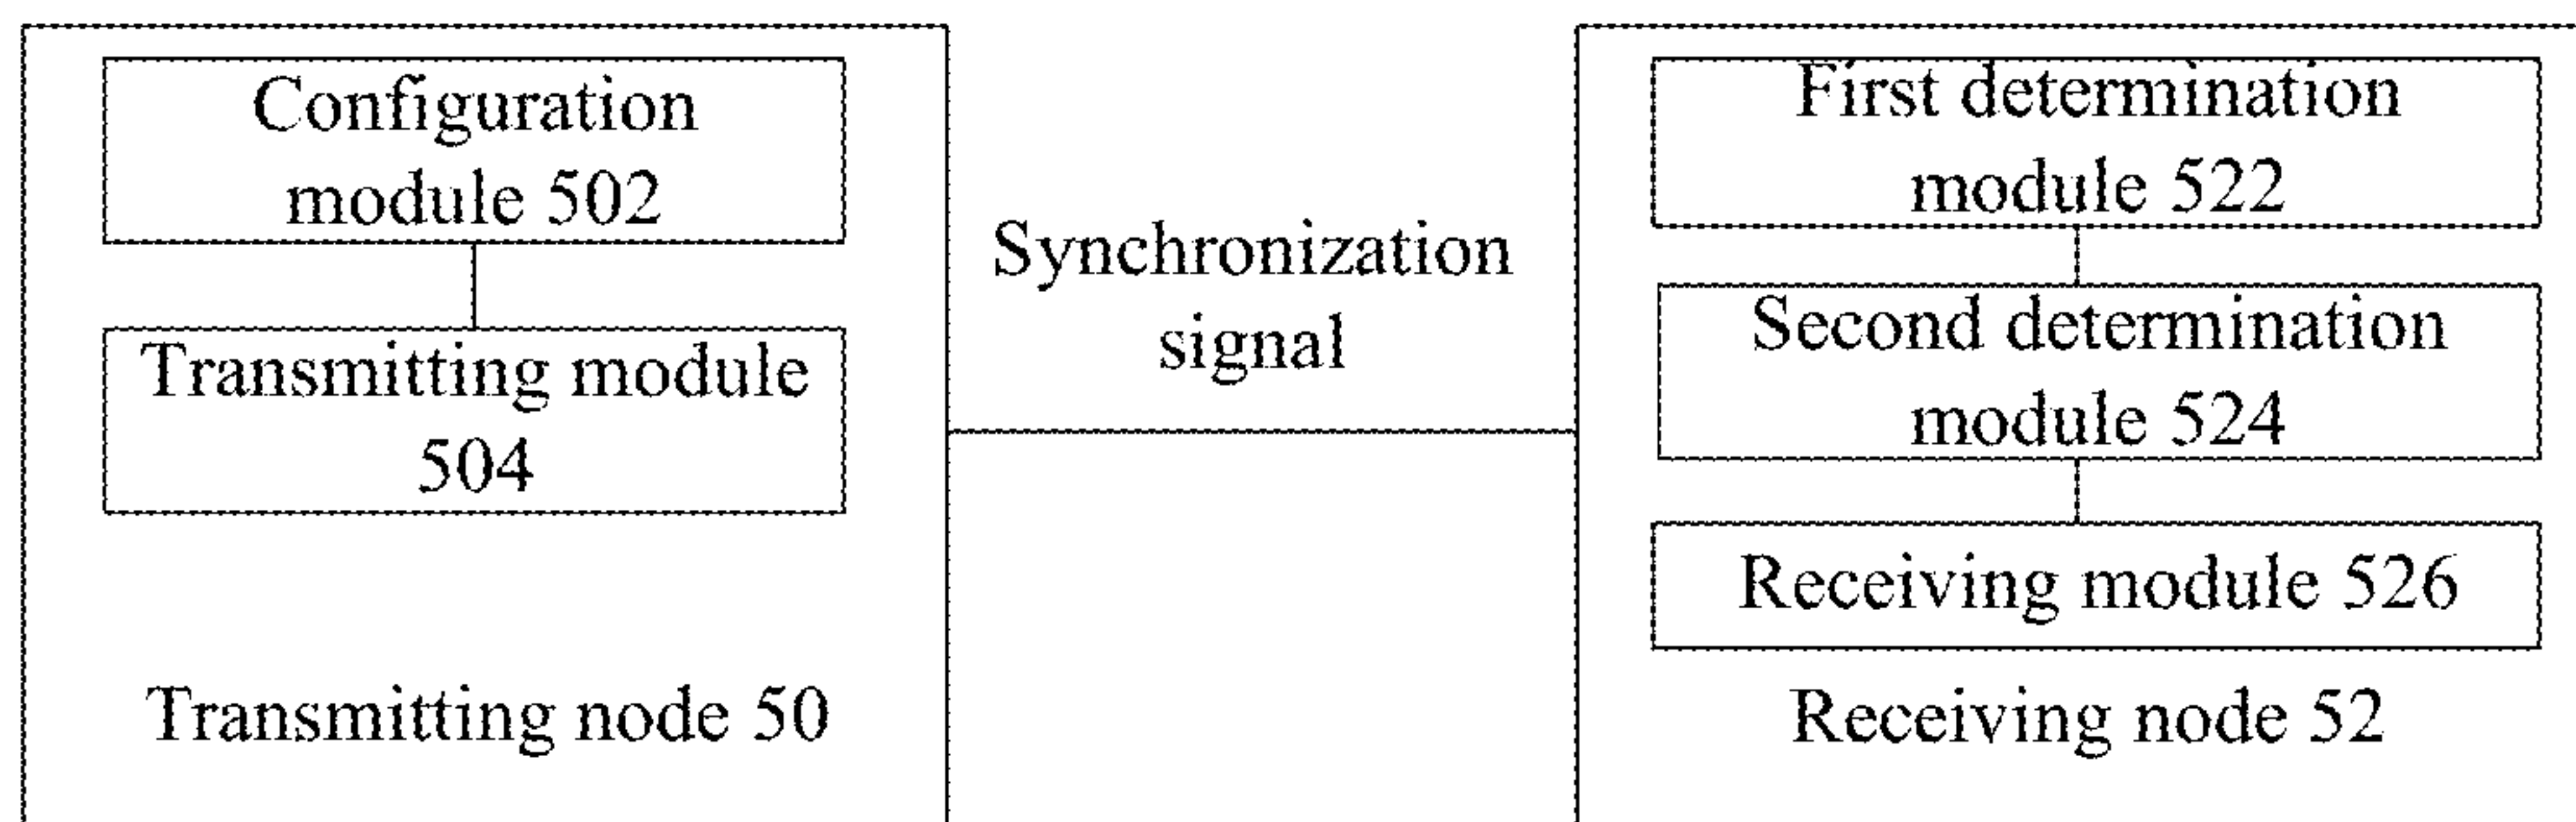 Configuration
module 502
Transmitting module
504
Transmitting node 50
Synchronization
signal
First determination
module 522
Second determination
module 524
Receiving module 526
Receiving node 52